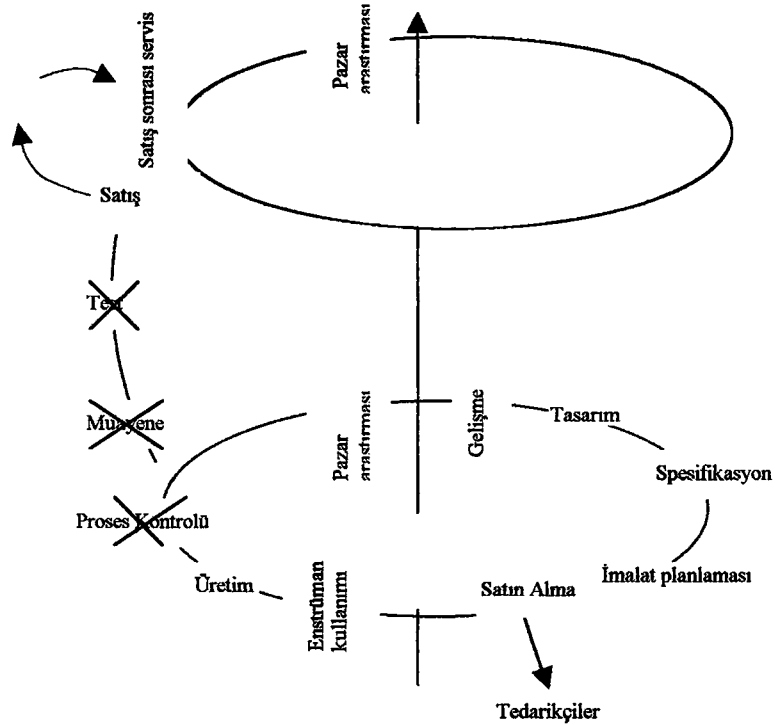 Pazar
araştırması
Satış sonrası servis
Satış
Test
Muayene
Proses Kontrolü
Üretim
Enstrüman
kullanımı
Pazar
araştırması
Gelişme
Tasarım
Spesifikasyon
İmalat planlaması
Satın Alma
Tedarikçiler